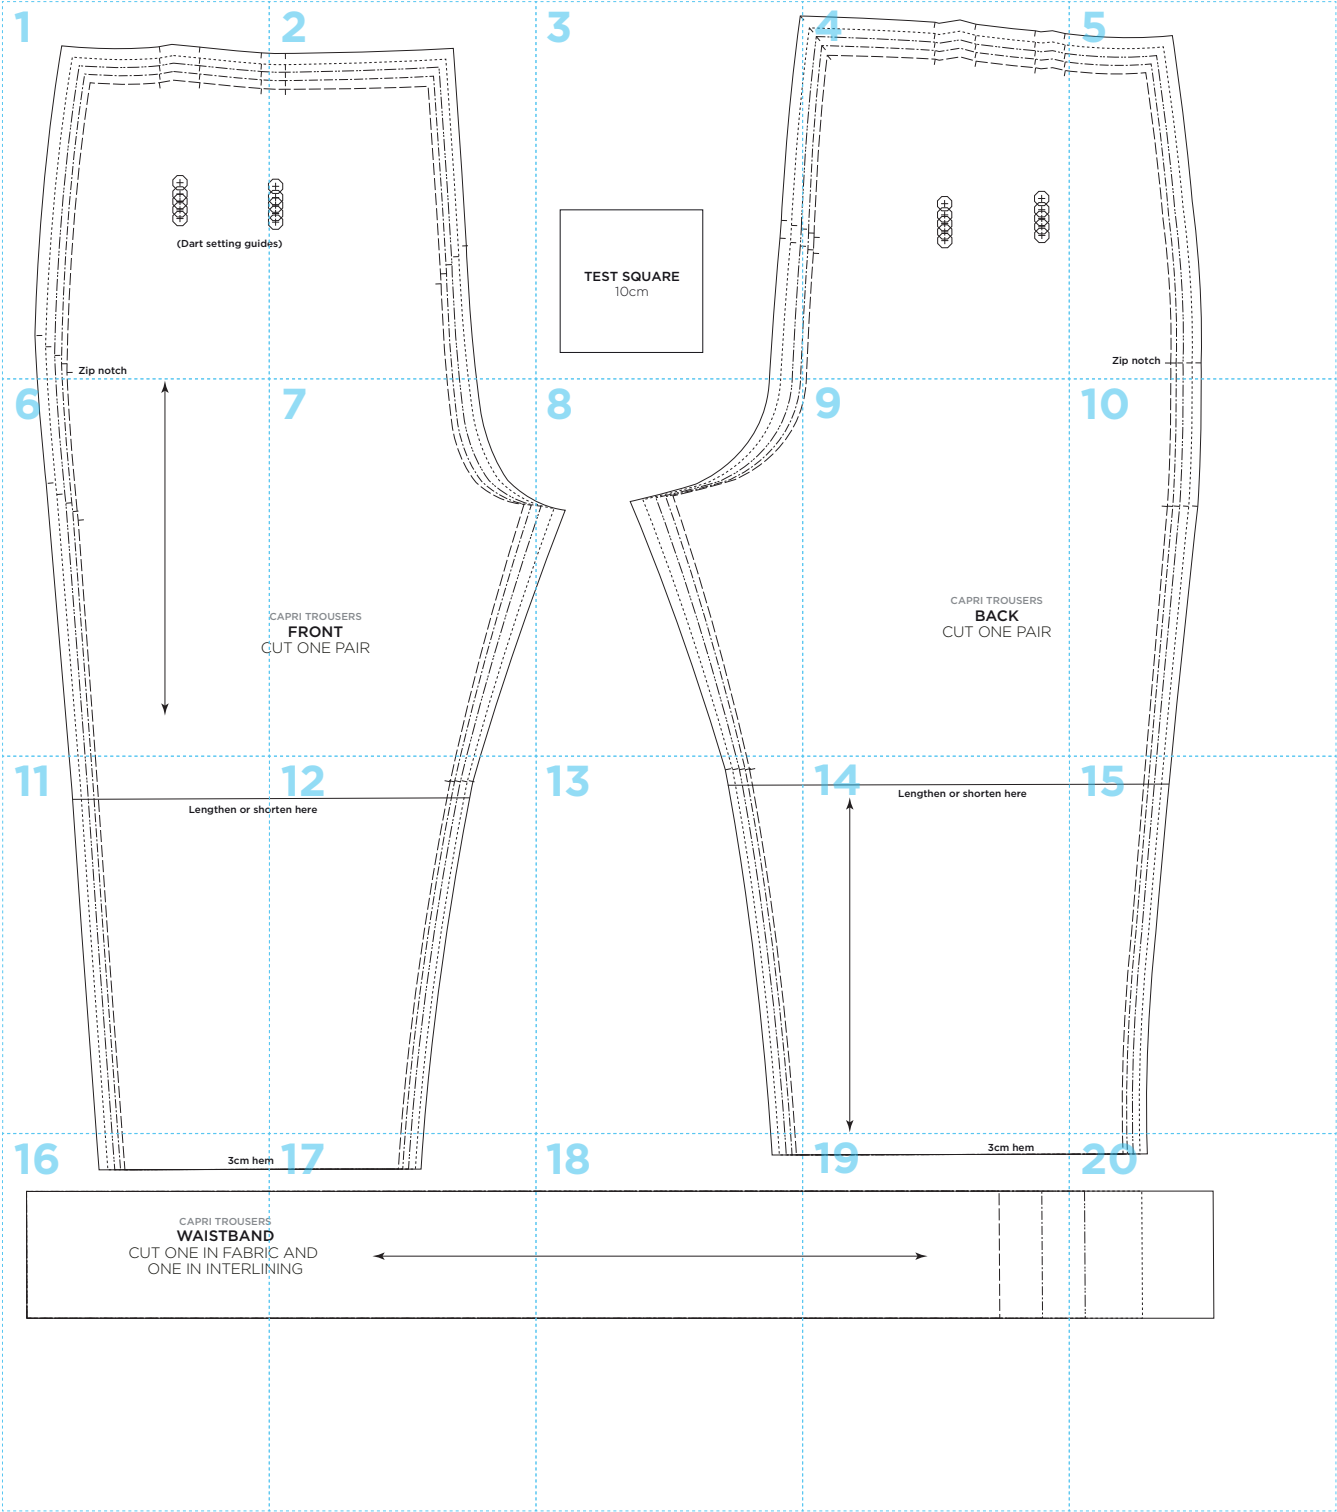 1
2
3
4
5
(Dart setting guides)
TEST SQUARE
10cm
Zip notch
Zip notch
6
7
8
9
10
CAPRI TROUSERS
FRONT
CUT ONE PAIR
CAPRI TROUSERS
BACK
CUT ONE PAIR
11
12
13
14
15
Lengthen or shorten here
Lengthen or shorten here
16
17
18
19
20
3cm hem
3cm hem
CAPRI TROUSERS
WAISTBAND
CUT ONE IN FABRIC AND
ONE IN INTERLINING